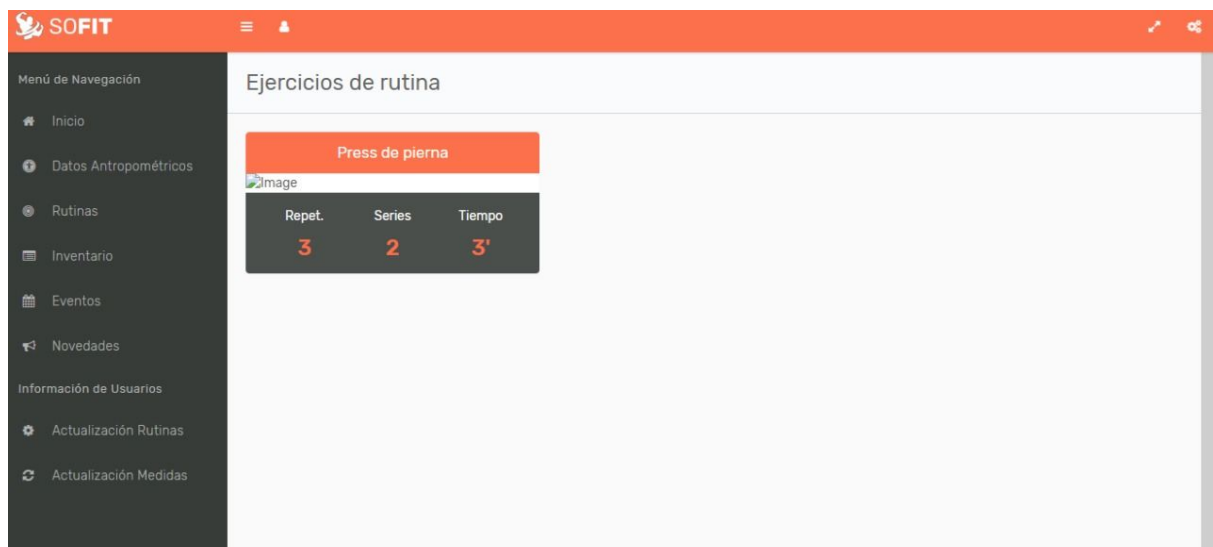 SOFIT
Menú de Navegación
Inicio
Datos Antropométricos
Rutinas
Inventario
Eventos
Novedades
Información de Usuarios
Actualización Rutinas
Actualización Medidas
Ejercicios de rutina
Press de pierna
Image
Repet. Series Tiempo
3 2 3'